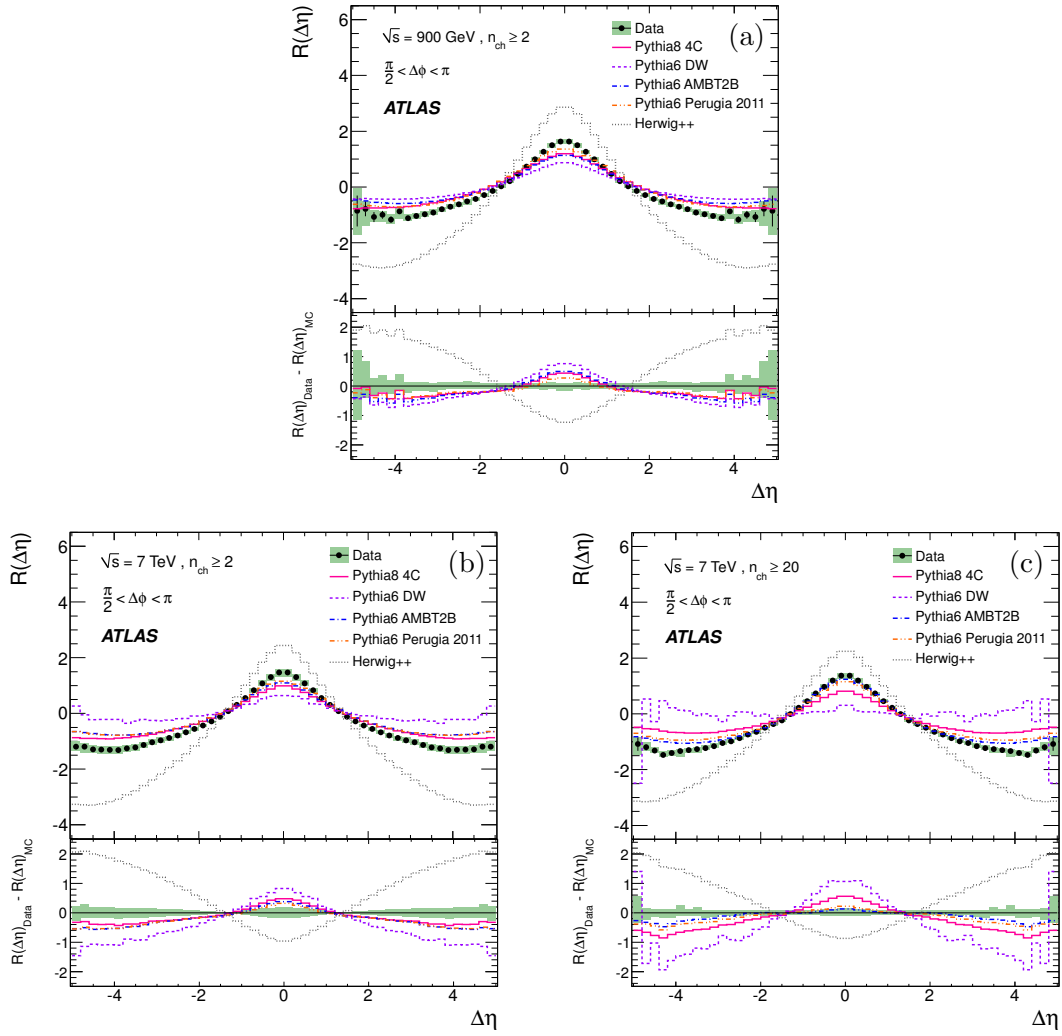 R(Δη)
6
4
2
0
-2
-4
√s = 900 GeV , n_ch ≥ 2
π/2 < Δϕ < π
ATLAS
(a)
Data
Pythia8 4C
Pythia6 DW
Pythia6 AMBT2B
Pythia6 Perugia 2011
Herwig++
R(Δη)_Data - R(Δη)_MC
2
1
0
-1
-2
-4 -2 0 2 4
Δη
R(Δη)
6
4
2
0
-2
-4
√s = 7 TeV , n_ch ≥ 2
π/2 < Δϕ < π
ATLAS
(b)
Data
Pythia8 4C
Pythia6 DW
Pythia6 AMBT2B
Pythia6 Perugia 2011
Herwig++
R(Δη)_Data - R(Δη)_MC
2
1
0
-1
-2
-4 -2 0 2 4
Δη
R(Δη)
6
4
2
0
-2
-4
√s = 7 TeV , n_ch ≥ 20
π/2 < Δϕ < π
ATLAS
(c)
Data
Pythia8 4C
Pythia6 DW
Pythia6 AMBT2B
Pythia6 Perugia 2011
Herwig++
R(Δη)_Data - R(Δη)_MC
2
1
0
-1
-2
-4 -2 0 2 4
Δη